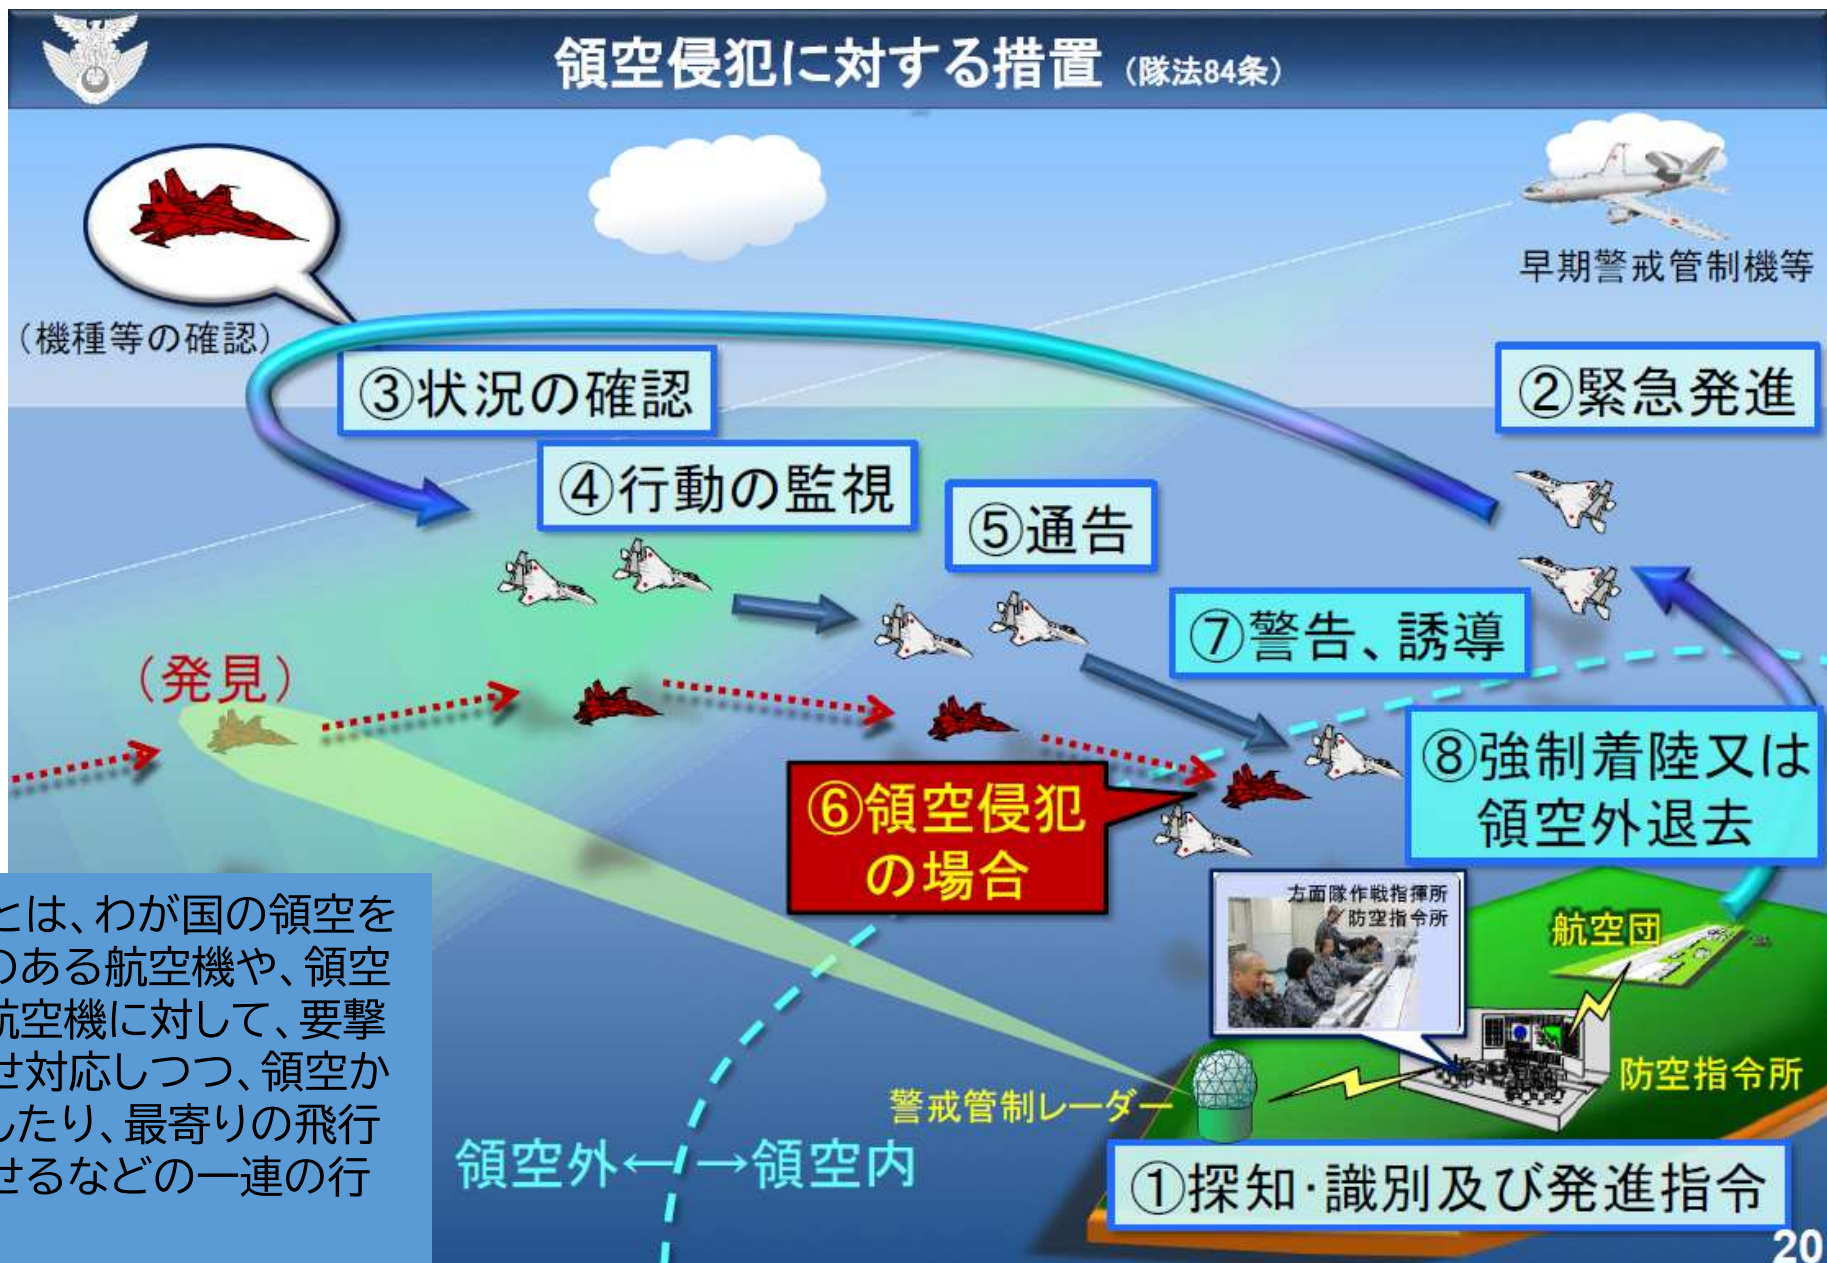 領空侵犯に対する措置（隊法84条）
早期警戒管制機等
（機種等の確認）
③状況の確認
②緊急発進
④行動の監視
⑤通告
⑦警告、誘導
（発見）
⑧強制着陸又は
領空外退去
⑥領空侵犯
の場合
方面隊作戦指揮所
防空指令所
航空団
防空指令所
警戒管制レーダー
領空外←→領空内
①探知･識別及び発進指令
とは、わが国の領空を
のある航空機や、領空
航空機に対して、要撃
せ対応しつつ、領空か
したり、最寄りの飛行
せるなどの一連の行
20